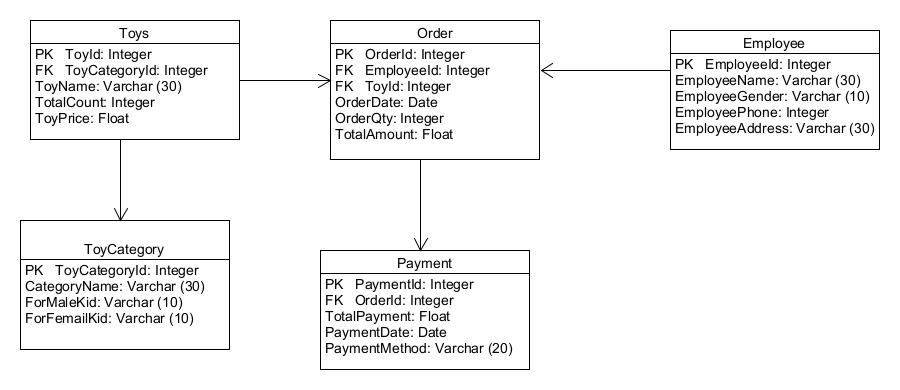 Toys
PK ToyId: Integer
FK ToyCategoryId: Integer
ToyName: Varchar (30)
TotalCount: Integer
ToyPrice: Float
Order
PK OrderId: Integer
FK EmployeeId: Integer
FK ToyId: Integer
OrderDate: Date
OrderQty: Integer
TotalAmount: Float
Employee
PK EmployeeId: Integer
EmployeeName: Varchar (30)
EmployeeGender: Varchar (10)
EmployeePhone: Integer
EmployeeAddress: Varchar (30)
ToyCategory
PK ToyCategoryId: Integer
CategoryName: Varchar (30)
ForMaleKid: Varchar (10)
ForFemailKid: Varchar (10)
Payment
PK PaymentId: Integer
FK OrderId: Integer
TotalPayment: Float
PaymentDate: Date
PaymentMethod: Varchar (20)